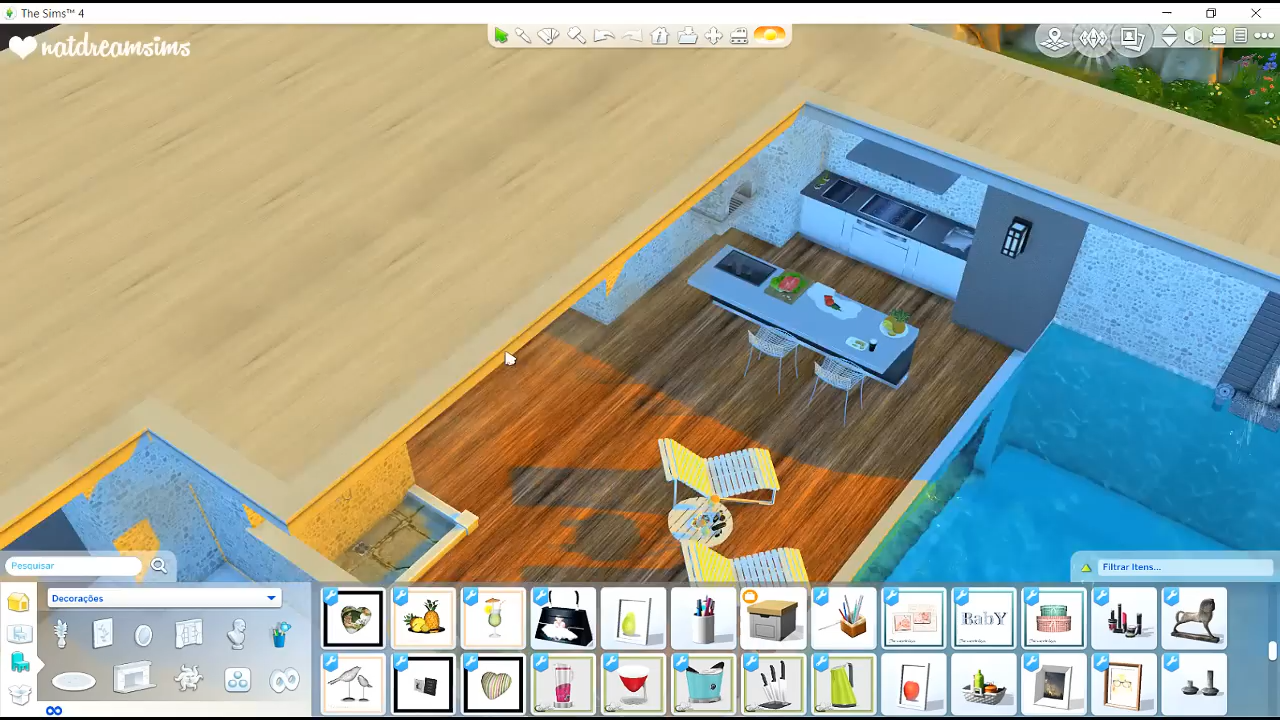 The Sims™ 4
natdreamsims
Pesquisar
Filtrar Itens...
Decorações
BaBY